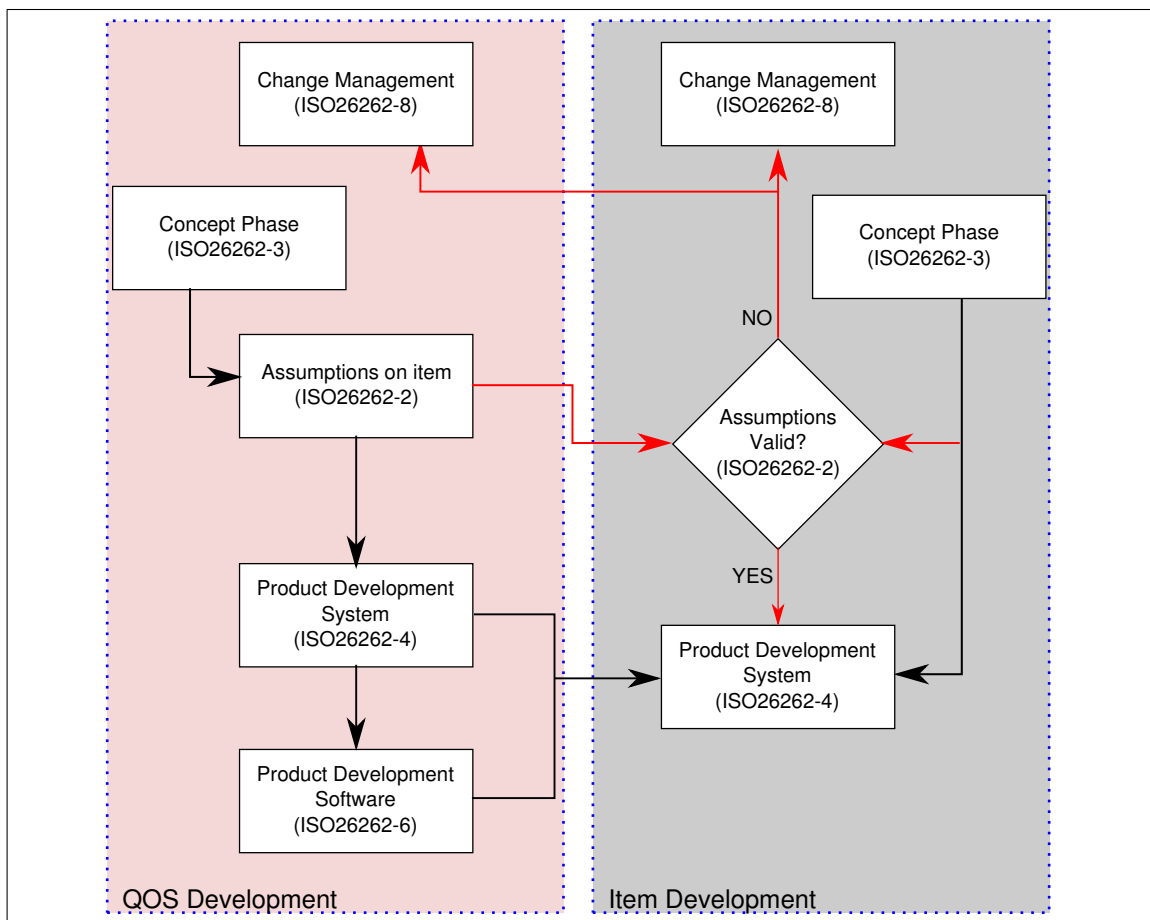 Change Management
(ISO26262-8)
Change Management
(ISO26262-8)
Concept Phase
(ISO26262-3)
Concept Phase
(ISO26262-3)
NO
Assumptions on item
(ISO26262-2)
Assumptions
Valid?
(ISO26262-2)
YES
Product Development
System
(ISO26262-4)
Product Development
System
(ISO26262-4)
Product Development
Software
(ISO26262-6)
QOS Development
Item Development